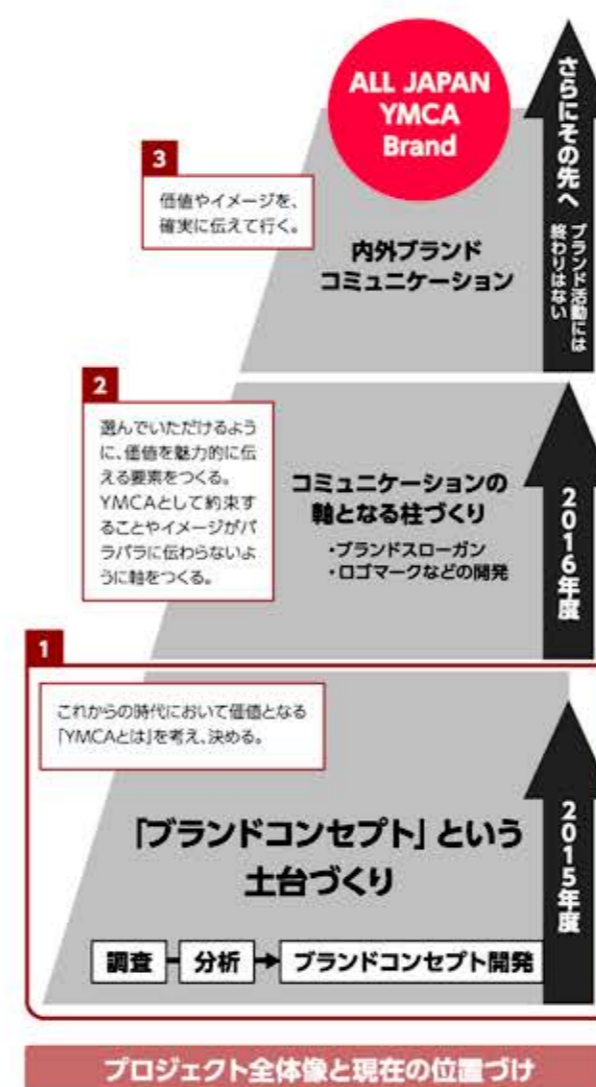 ALL JAPAN
YMCA
Brand
さらにその先へ
ブランド活動には
終わりはない
3
価値やイメージを、
確実に伝えて行く。
内外ブランド
コミュニケーション
2
選んでいただけるよう
に、価値を魅力的に伝
える要素をつくる。
YMCAとして約束す
ることやイメージがバ
ラバラに伝わらないよ
うに軸をつくる。
コミュニケーションの
軸となる柱づくり
・ブランドスローガン
・ロゴマークなどの開発
2016年度
1
これからの時代において価値となる
「YMCAとは」を考え、決める。
「ブランドコンセプト」という
土台づくり
調査
分析
ブランドコンセプト開発
2015年度
プロジェクト全体像と現在の位置づけ